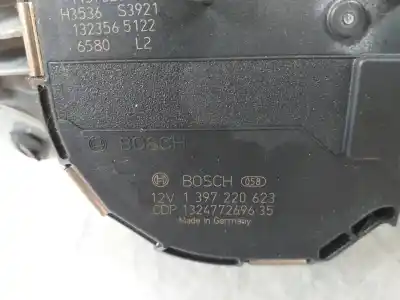 H3536 S3921
132356 5122
6580 L2
BOSCH
BOSCH 058
12V 1 397 220 623
CDP 1324772696 35
Made in Germany